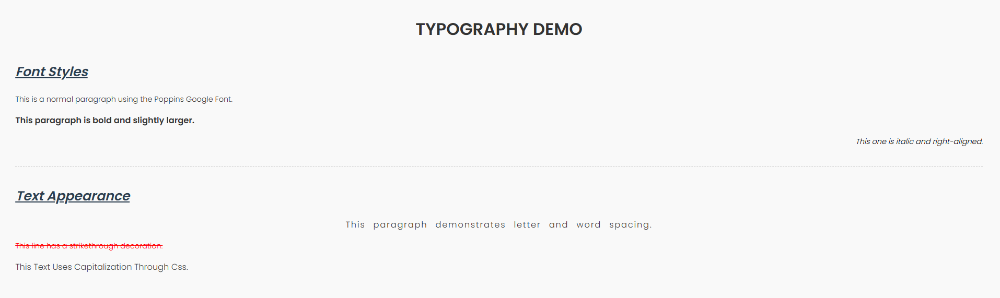 TYPOGRAPHY DEMO
Font Styles
This is a normal paragraph using the Poppins Google Font.
This paragraph is bold and slightly larger.
This one is italic and right-aligned.
Text Appearance
This paragraph demonstrates letter and word spacing.
This line has a strikethrough decoration.
This Text Uses Capitalization Through Css.